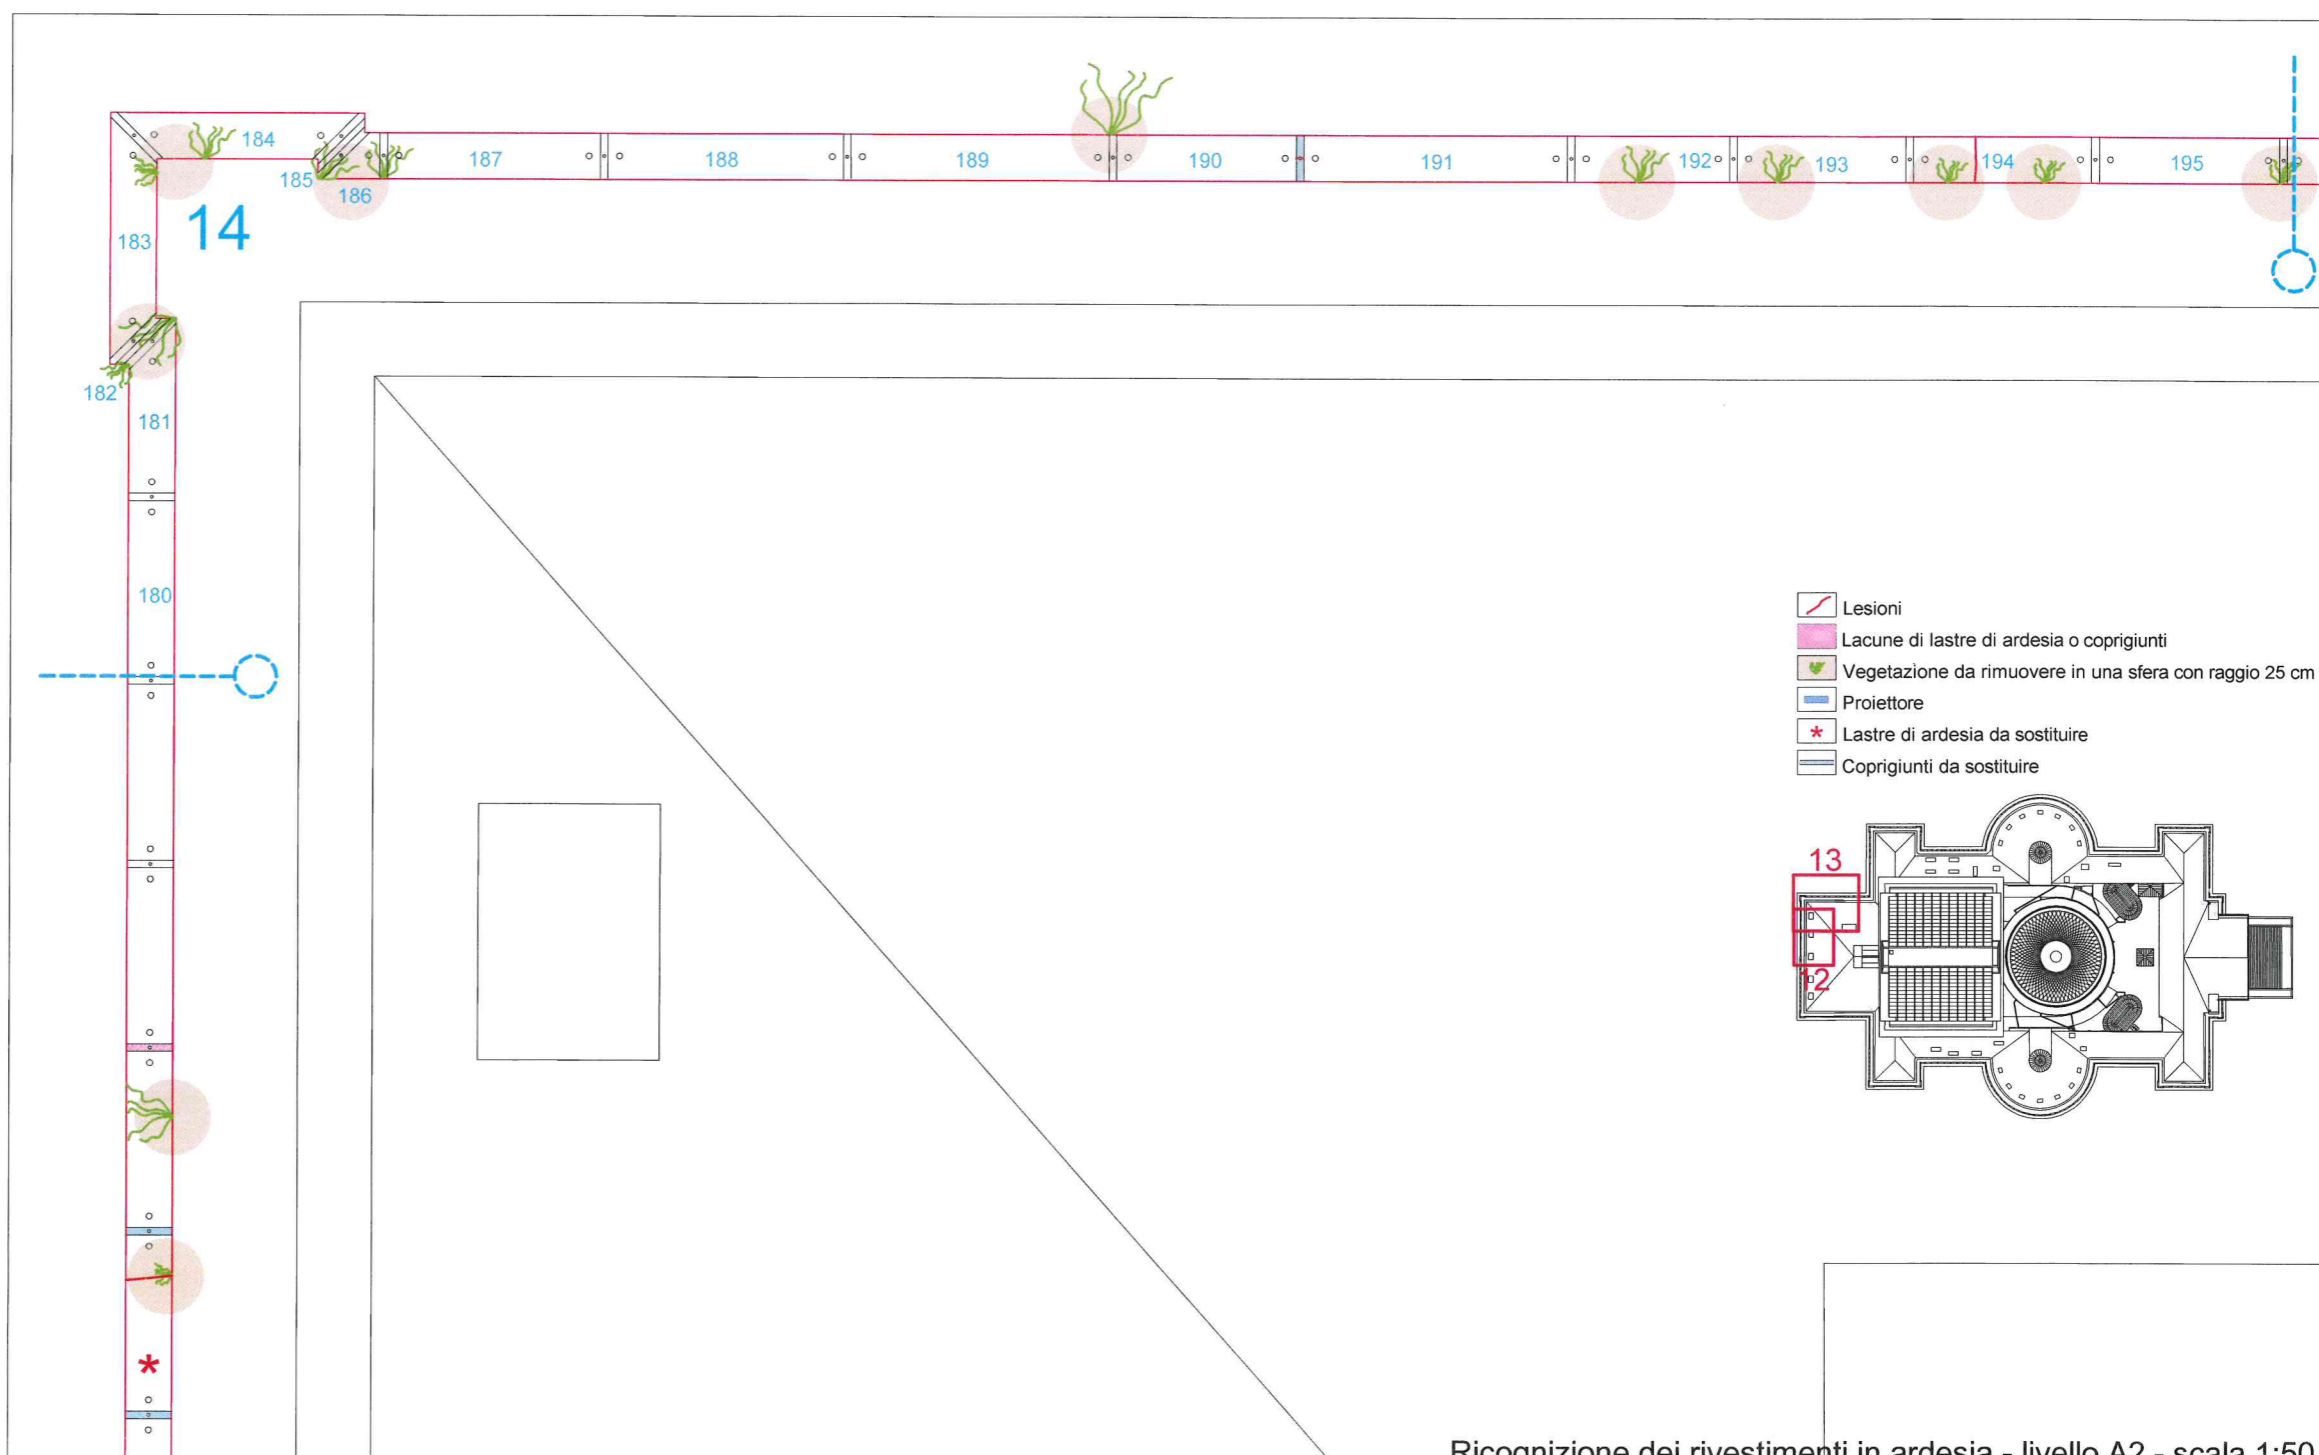 184
187
188
189
190
191
192
193
194
195
185
186
14
183
182
181
180
Lesioni
Lacune di lastre di ardesia o coprigiunti
Vegetazione da rimuovere in una sfera con raggio 25 cm
Proiettore
* Lastre di ardesia da sostituire
Coprigiunti da sostituire
13
12
*
Ricognizione dei rivestimenti in ardesia - livello A2 - scala 1:50